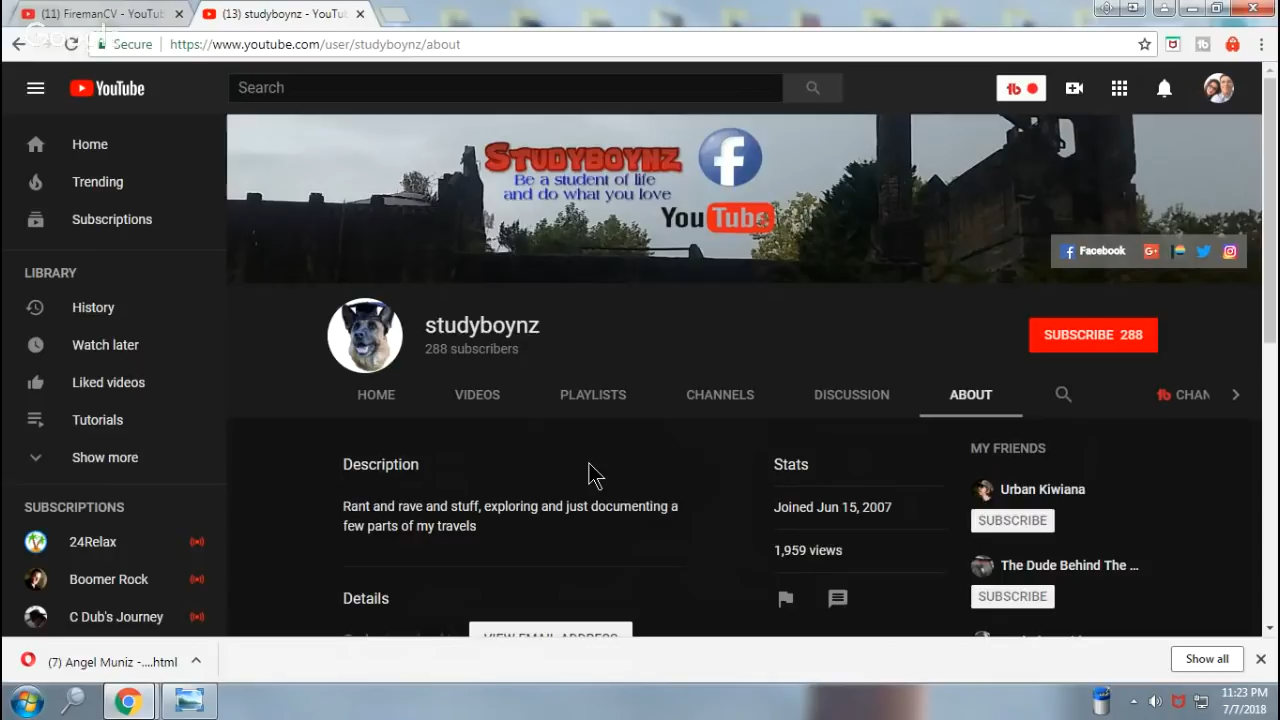 (11) FiremanCV - YouTub
(13) studyboynz - YouTu
Secure
https://www.youtube.com/user/studyboynz/about
YouTube
Search
Home
Trending
Subscriptions
LIBRARY
History
Watch later
Liked videos
Tutorials
Show more
SUBSCRIPTIONS
24Relax
Boomer Rock
C Dub's Journey
STUDYBOYNZ
Be a student of life
and do what you love
YouTube
Facebook
studyboynz
288 subscribers
SUBSCRIBE 288
HOME VIDEOS PLAYLISTS CHANNELS DISCUSSION ABOUT CHAN
Description
Rant and rave and stuff, exploring and just documenting a
few parts of my travels
Details
VIEW EMAIL ADDRESS
Stats
Joined Jun 15, 2007
1,959 views
MY FRIENDS
Urban Kiwiana
SUBSCRIBE
The Dude Behind The ...
SUBSCRIBE
(7) Angel Muniz -....html
Show all
11:23 PM
7/7/2018